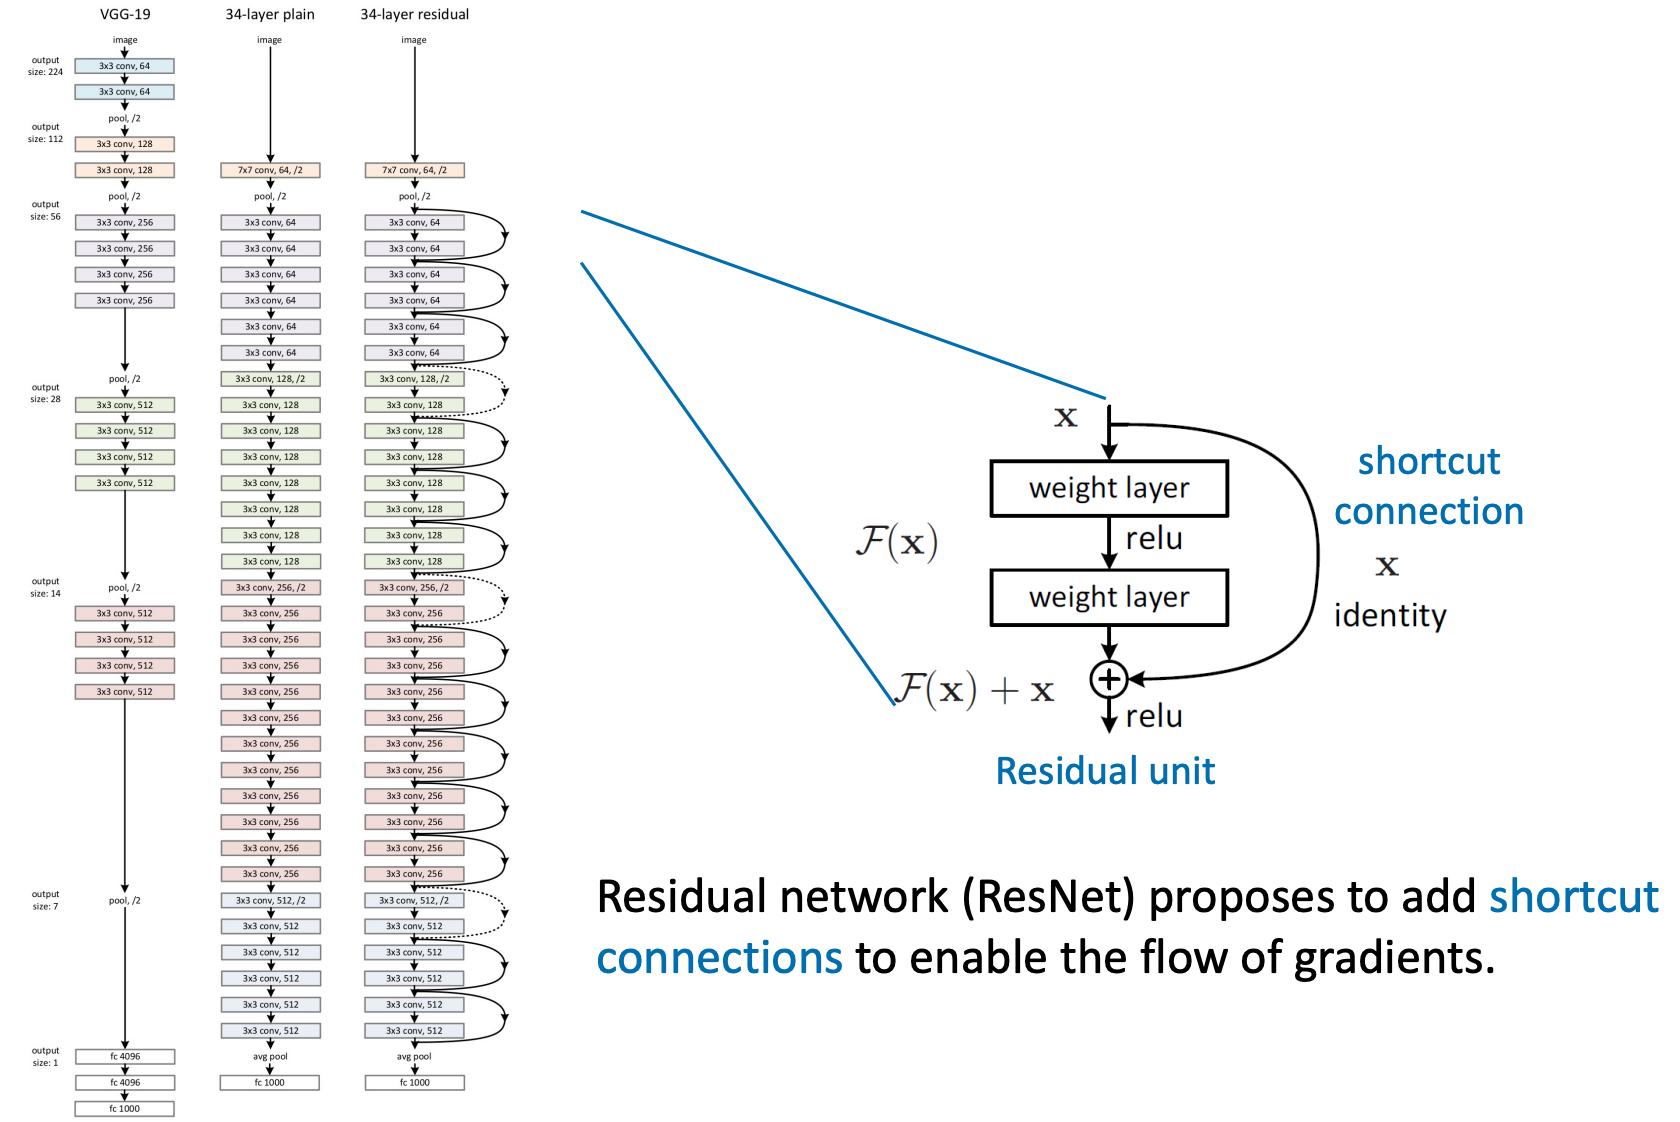 VGG-19
image
output
size: 224
3x3 conv, 64
3x3 conv, 64
pool, /2
output
size: 112
3x3 conv, 128
3x3 conv, 128
pool, /2
output
size: 56
3x3 conv, 256
3x3 conv, 256
3x3 conv, 256
3x3 conv, 256
pool, /2
output
size: 28
3x3 conv, 512
3x3 conv, 512
3x3 conv, 512
3x3 conv, 512
pool, /2
output
size: 14
3x3 conv, 512
3x3 conv, 512
3x3 conv, 512
3x3 conv, 512
output
size: 7
pool, /2
output
size: 1
fc 4096
fc 4096
fc 1000
34-layer plain
image
7x7 conv, 64, /2
pool, /2
3x3 conv, 64
3x3 conv, 64
3x3 conv, 64
3x3 conv, 64
3x3 conv, 64
3x3 conv, 64
3x3 conv, 128, /2
3x3 conv, 128
3x3 conv, 128
3x3 conv, 128
3x3 conv, 128
3x3 conv, 128
3x3 conv, 128
3x3 conv, 128
3x3 conv, 256, /2
3x3 conv, 256
3x3 conv, 256
3x3 conv, 256
3x3 conv, 256
3x3 conv, 256
3x3 conv, 256
3x3 conv, 256
3x3 conv, 256
3x3 conv, 256
3x3 conv, 256
3x3 conv, 256
3x3 conv, 512, /2
3x3 conv, 512
3x3 conv, 512
3x3 conv, 512
3x3 conv, 512
3x3 conv, 512
avg pool
fc 1000
34-layer residual
image
7x7 conv, 64, /2
pool, /2
3x3 conv, 64
3x3 conv, 64
3x3 conv, 64
3x3 conv, 64
3x3 conv, 64
3x3 conv, 64
3x3 conv, 128, /2
3x3 conv, 128
3x3 conv, 128
3x3 conv, 128
3x3 conv, 128
3x3 conv, 128
3x3 conv, 128
3x3 conv, 128
3x3 conv, 256, /2
3x3 conv, 256
3x3 conv, 256
3x3 conv, 256
3x3 conv, 256
3x3 conv, 256
3x3 conv, 256
3x3 conv, 256
3x3 conv, 256
3x3 conv, 256
3x3 conv, 256
3x3 conv, 256
3x3 conv, 512, /2
3x3 conv, 512
3x3 conv, 512
3x3 conv, 512
3x3 conv, 512
3x3 conv, 512
avg pool
fc 1000
x
weight layer
relu
F(x)
weight layer
F(x) + x
relu
shortcut
connection
x
identity
Residual unit
Residual network (ResNet) proposes to add shortcut
connections to enable the flow of gradients.